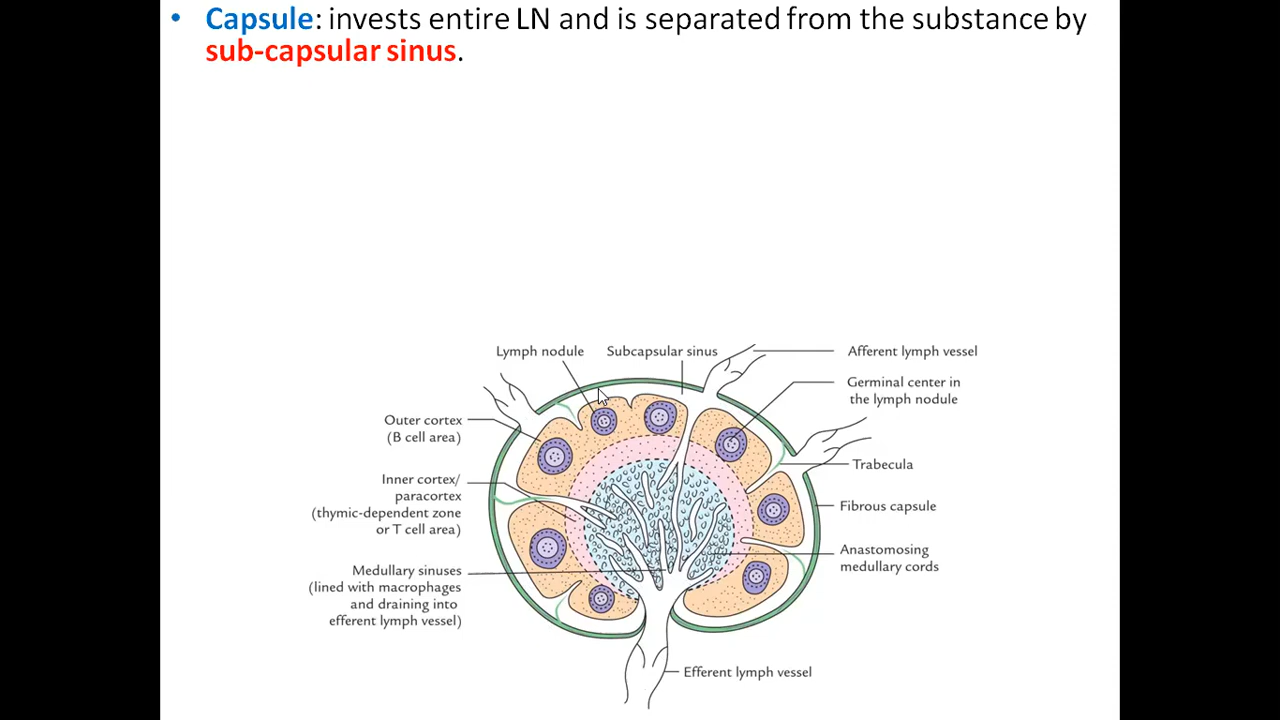 • Capsule: invests entire LN and is separated from the substance by
sub-capsular sinus.
Lymph nodule
Subcapsular sinus
Afferent lymph vessel
Germinal center in
the lymph nodule
Outer cortex
(B cell area)
Trabecula
Inner cortex/
paracortex
(thymic-dependent zone
or T cell area)
Fibrous capsule
Anastomosing
medullary cords
Medullary sinuses
(lined with macrophages
and draining into
efferent lymph vessel)
Efferent lymph vessel